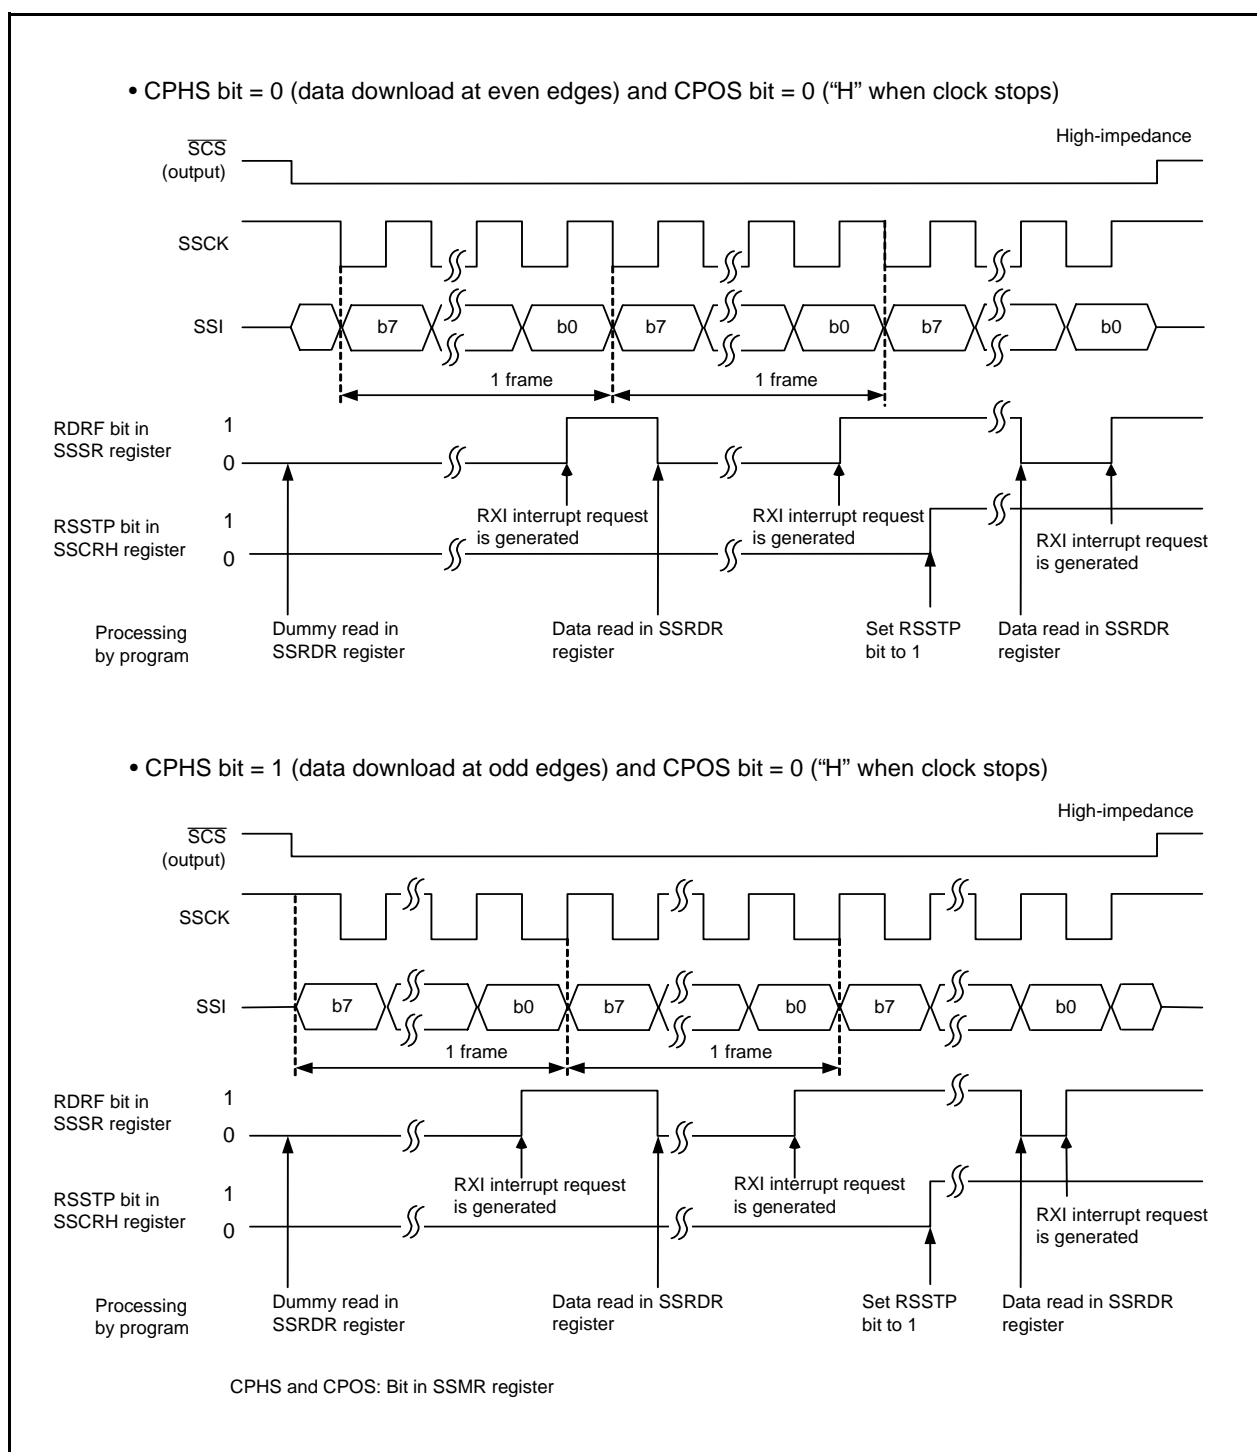 • CPHS bit = 0 (data download at even edges) and CPOS bit = 0 (“H” when clock stops)
High-impedance
SCS
(output)
SSCK
SSI
b7
b0
b7
b0
b7
b0
1 frame
1 frame
RDRF bit in
SSSR register
1
0
RXI interrupt request
is generated
RXI interrupt request
is generated
RXI interrupt request
is generated
RSSTP bit in
SSCRH register
1
0
Processing
by program
Dummy read in
SSRDR register
Data read in SSRDR
register
Set RSSTP
bit to 1
Data read in SSRDR
register
• CPHS bit = 1 (data download at odd edges) and CPOS bit = 0 (“H” when clock stops)
High-impedance
SCS
(output)
SSCK
SSI
b7
b0
b7
b0
b7
b0
1 frame
1 frame
RDRF bit in
SSSR register
1
0
RXI interrupt request
is generated
RXI interrupt request
is generated
RXI interrupt request
is generated
RSSTP bit in
SSCRH register
1
0
Processing
by program
Dummy read in
SSRDR register
Data read in SSRDR
register
Set RSSTP
bit to 1
Data read in SSRDR
register
CPHS and CPOS: Bit in SSMR register